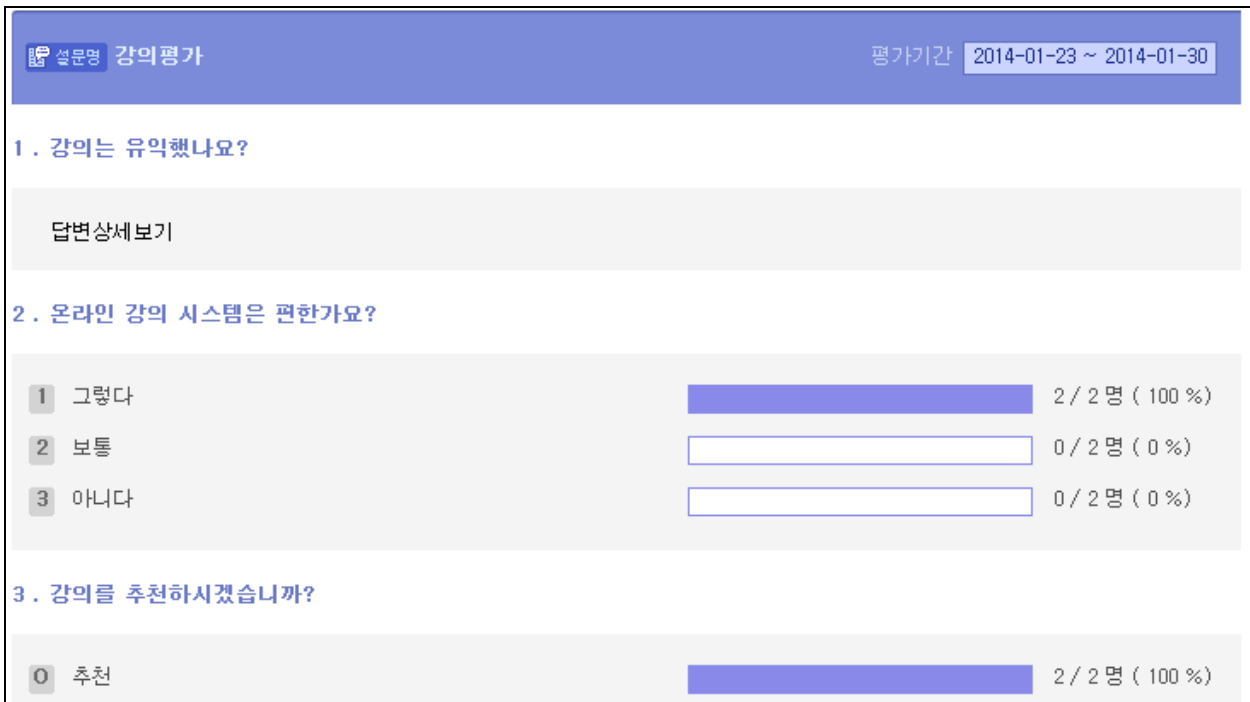 설문명 강의평가 평가기간 2014-01-23 ~ 2014-01-30
1 . 강의는 유익했나요?
답변상세보기
2 . 온라인 강의 시스템은 편한가요?
1 그렇다 2 / 2 명 ( 100 %)
2 보통 0 / 2 명 ( 0 %)
3 아니다 0 / 2 명 ( 0 %)
3 . 강의를 추천하시겠습니까?
O 추천 2 / 2 명 ( 100 %)